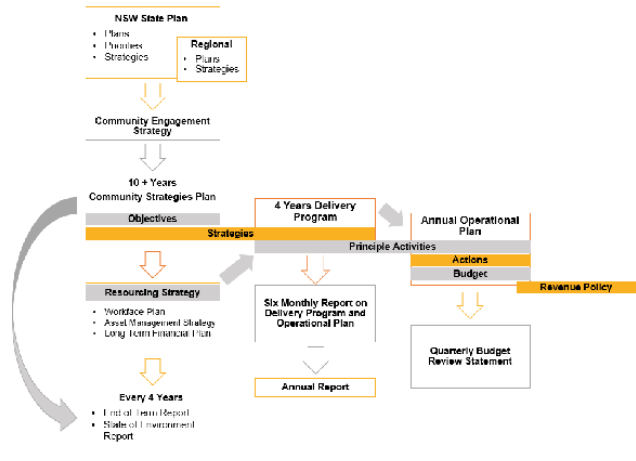 NSW State Plan
• Plans
• Priorities
• Strategies
Regional
• Plans
• Strategies
Community Engagement
Strategy
10 + Years
Community Strategies Plan
Objectives
Strategies
4 Years Delivery
Program
Principle Activities
Annual Operational
Plan
Actions
Budget
Revenue Policy
Resourcing Strategy
• Workface Plan
• Asset Management Strategy
• Long Term Financial Plan
Six Monthly Report on
Delivery Program and
Operational Plan
Annual Report
Quarterly Budget
Review Statement
Every 4 Years
• End of Term Report
• State of Environment
Report